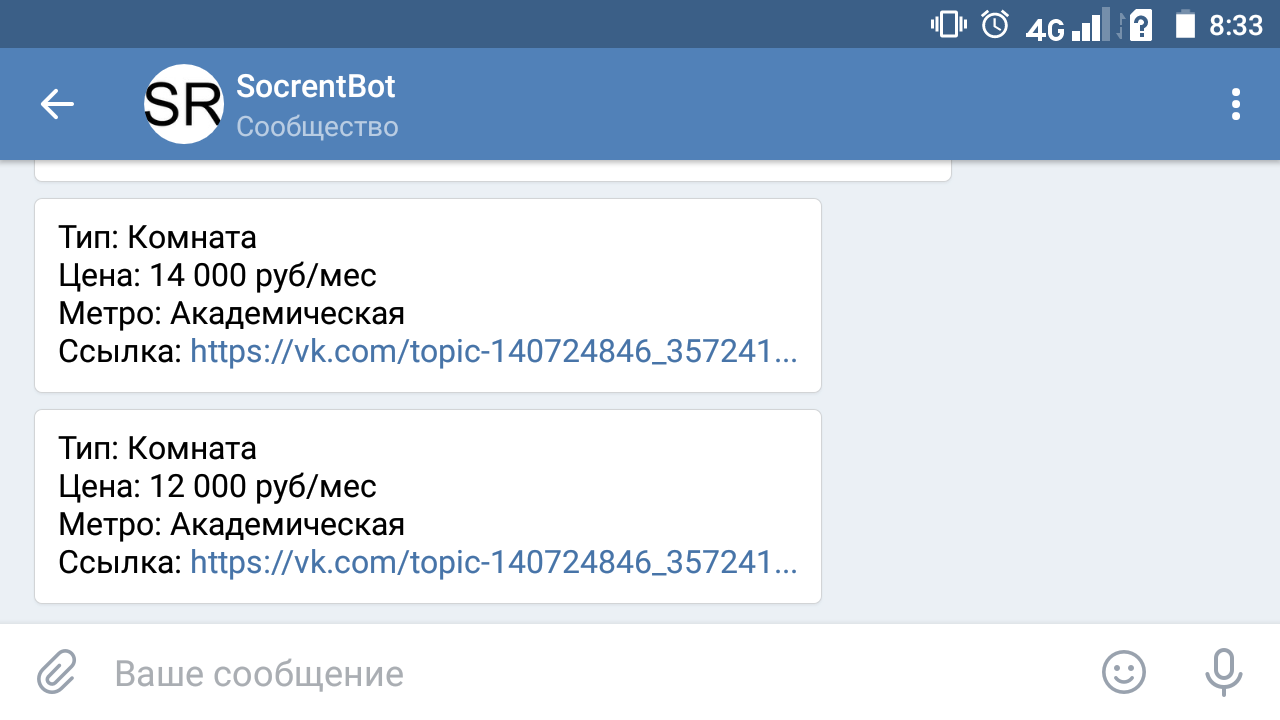 4G 8:33
SR
SocrentBot
Сообщество
Тип: Комната
Цена: 14 000 руб/мес
Метро: Академическая
Ссылка: https://vk.com/topic-140724846_357241...
Тип: Комната
Цена: 12 000 руб/мес
Метро: Академическая
Ссылка: https://vk.com/topic-140724846_357241...
Ваше сообщение